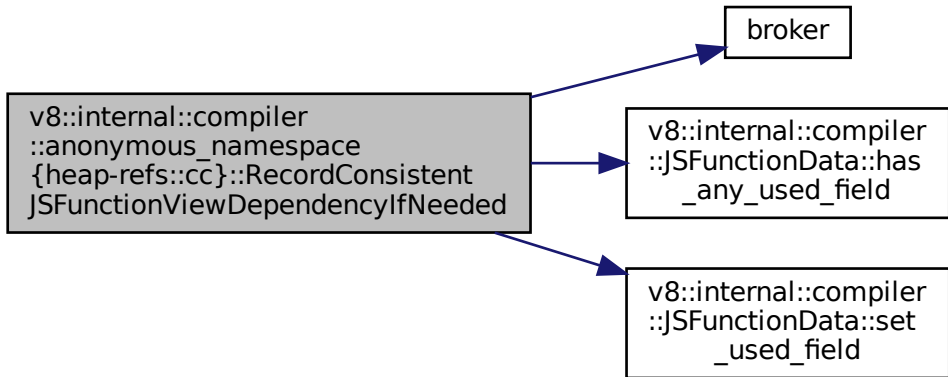 v8::internal::compiler
::anonymous_namespace
{heap-refs::cc}::RecordConsistent
JSFunctionViewDependencyIfNeeded
broker
v8::internal::compiler
::JSFunctionData::has
_any_used_field
v8::internal::compiler
::JSFunctionData::set
_used_field